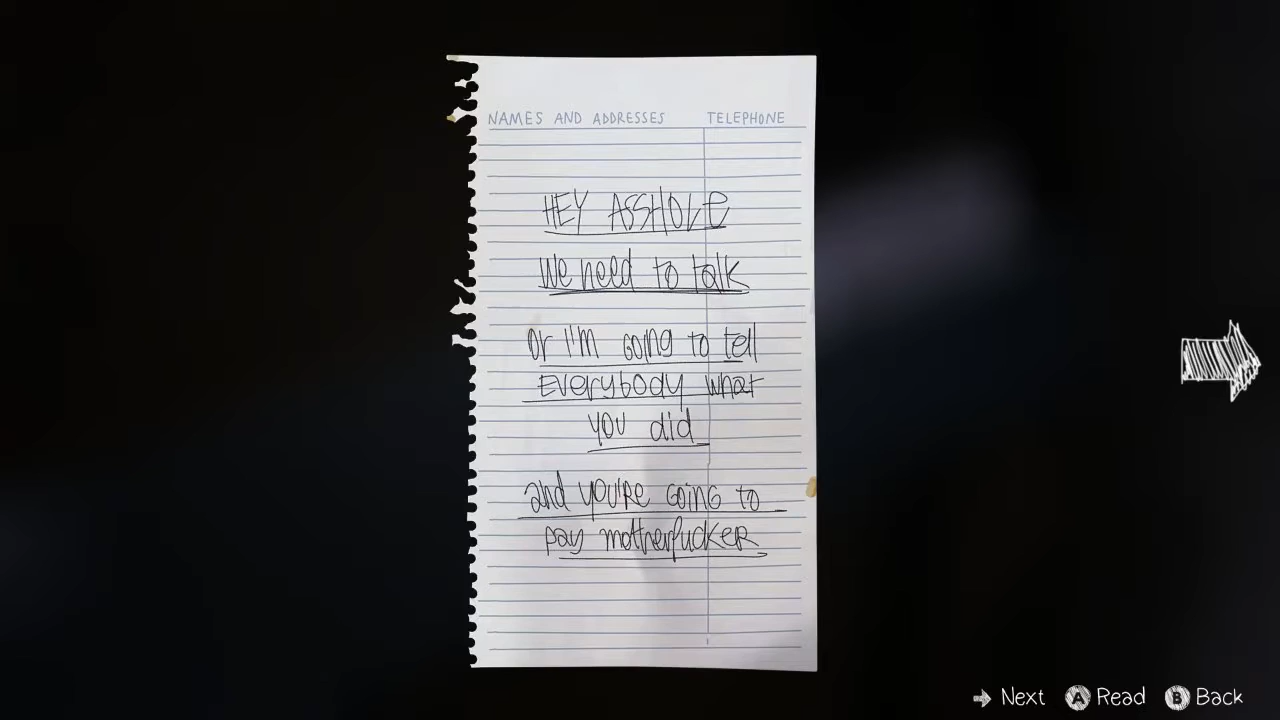 NAMES AND ADDRESSES TELEPHONE
HEY ASSHOLE
We need to talk
Or I'm going to tell
Everybody what
you did
and you're going to
pay motherfucker
Next A Read B Back